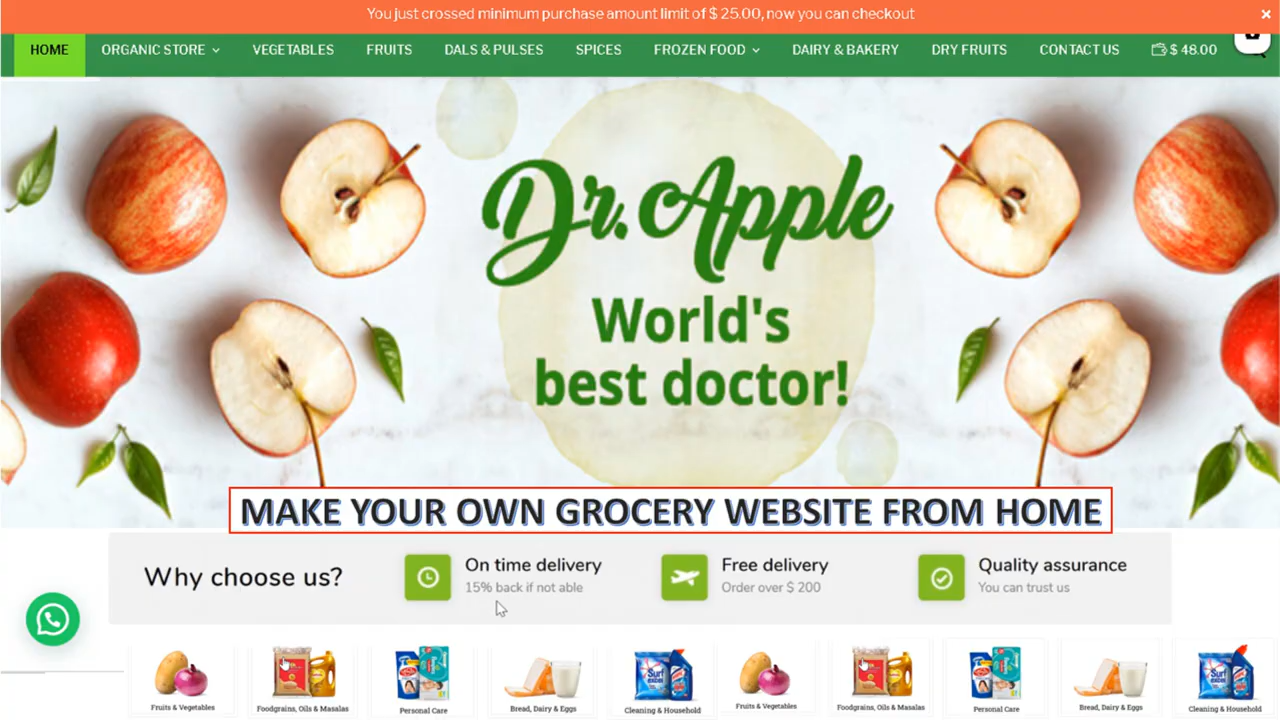 You just crossed minimum purchase amount limit of $ 25.00, now you can checkout
HOME ORGANIC STORE VEGETABLES FRUITS DALS & PULSES SPICES FROZEN FOOD DAIRY & BAKERY DRY FRUITS CONTACT US $ 48.00
Dr. Apple
World's
best doctor!
MAKE YOUR OWN GROCERY WEBSITE FROM HOME
Why choose us?
On time delivery
15% back if not able
Free delivery
Order over $ 200
Quality assurance
You can trust us
Surf
excel
Surf
excel
Fruits & Vegetables
Foodgrains, Oils & Masalas
Personal Care
Bread, Dairy & Eggs
Cleaning & Household
Fruits & Vegetables
Foodgrains, Oils & Masalas
Personal Care
Bread, Dairy & Eggs
Cleaning & Household